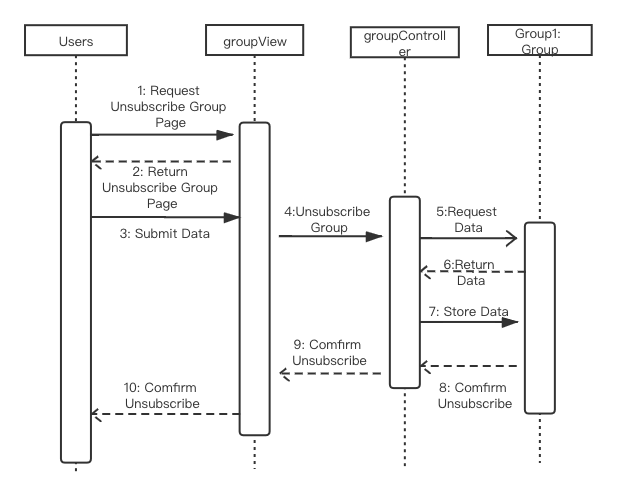 Users
groupView
groupControll
er
Group1:
Group
1: Request
Unsubscribe Group
Page
2: Return
Unsubscribe Group
Page
3: Submit Data
4:Unsubscribe
Group
5:Request
Data
6:Return
Data
7: Store Data
8: Comfirm
Unsubscribe
9: Comfirm
Unsubscribe
10: Comfirm
Unsubscribe